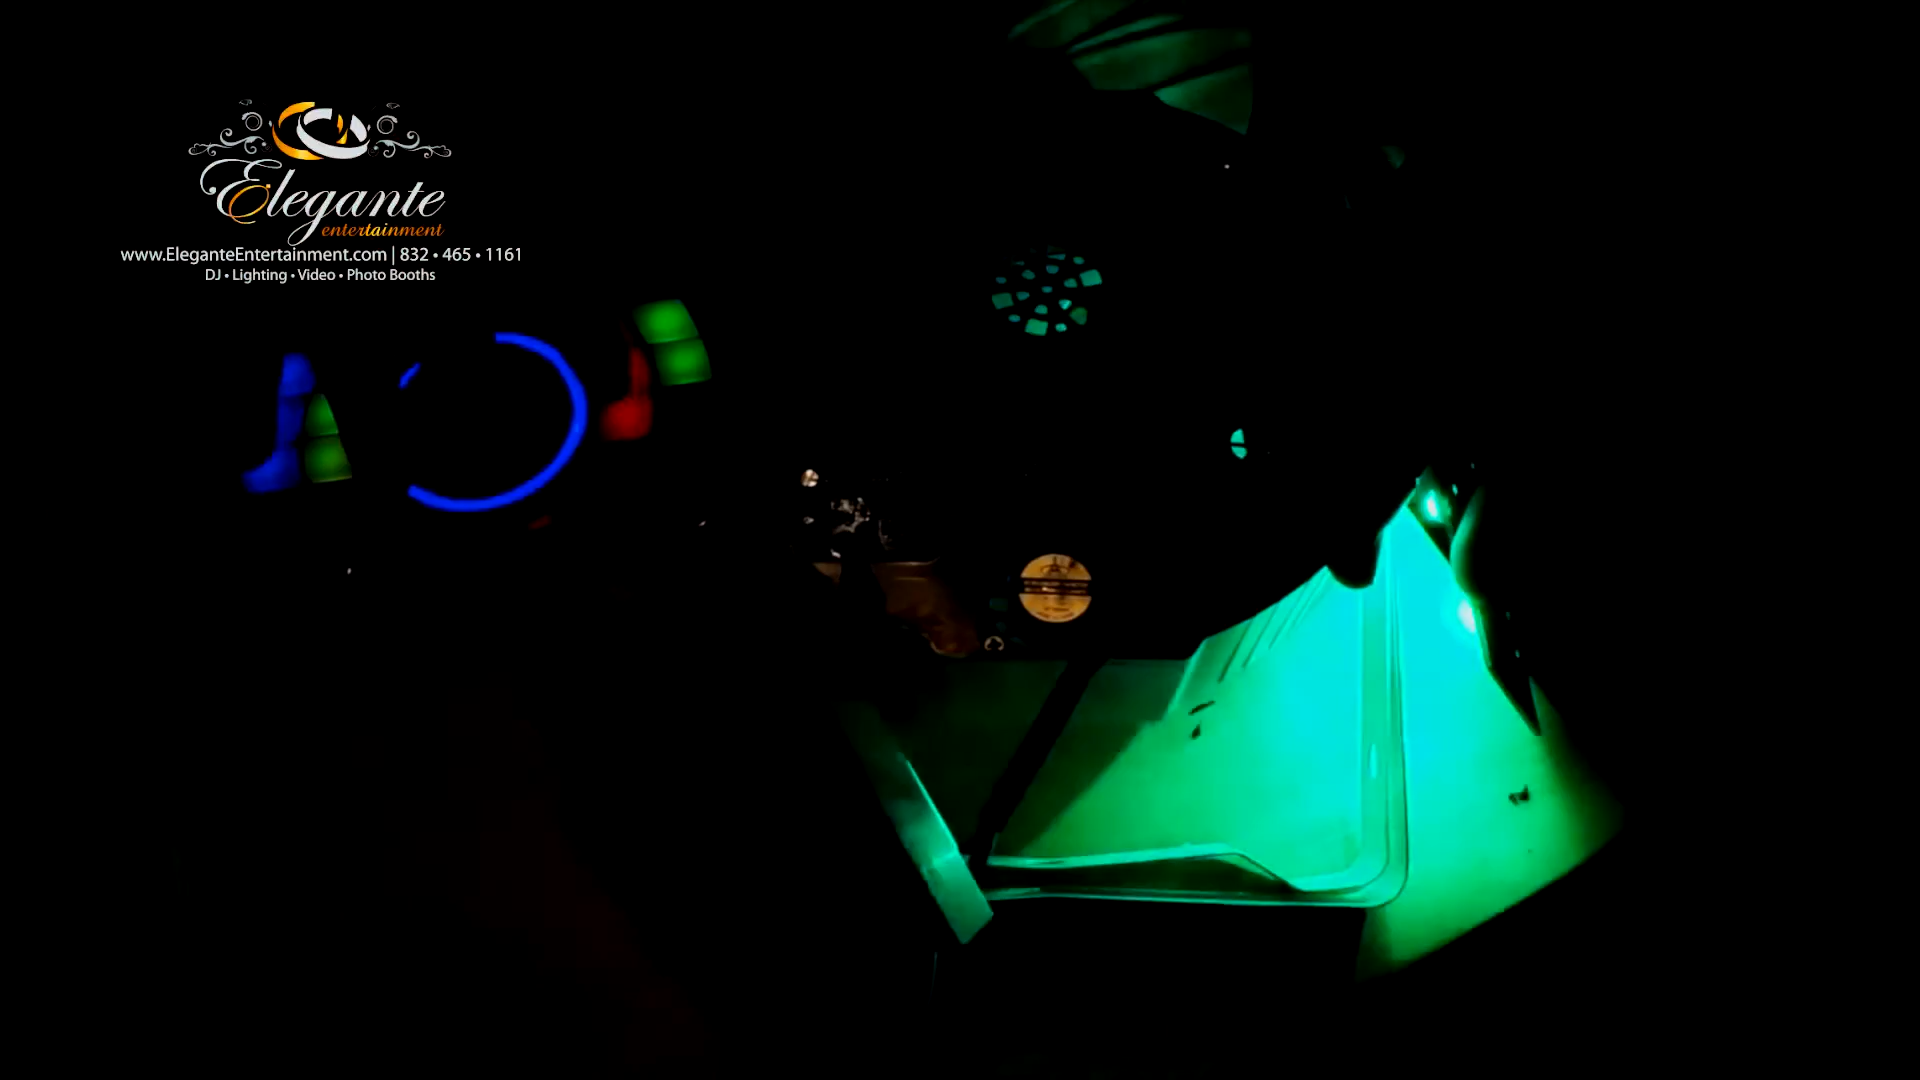 Elegante
entertainment
www.EleganteEntertainment.com | 832 • 465 • 1161
DJ • Lighting • Video • Photo Booths